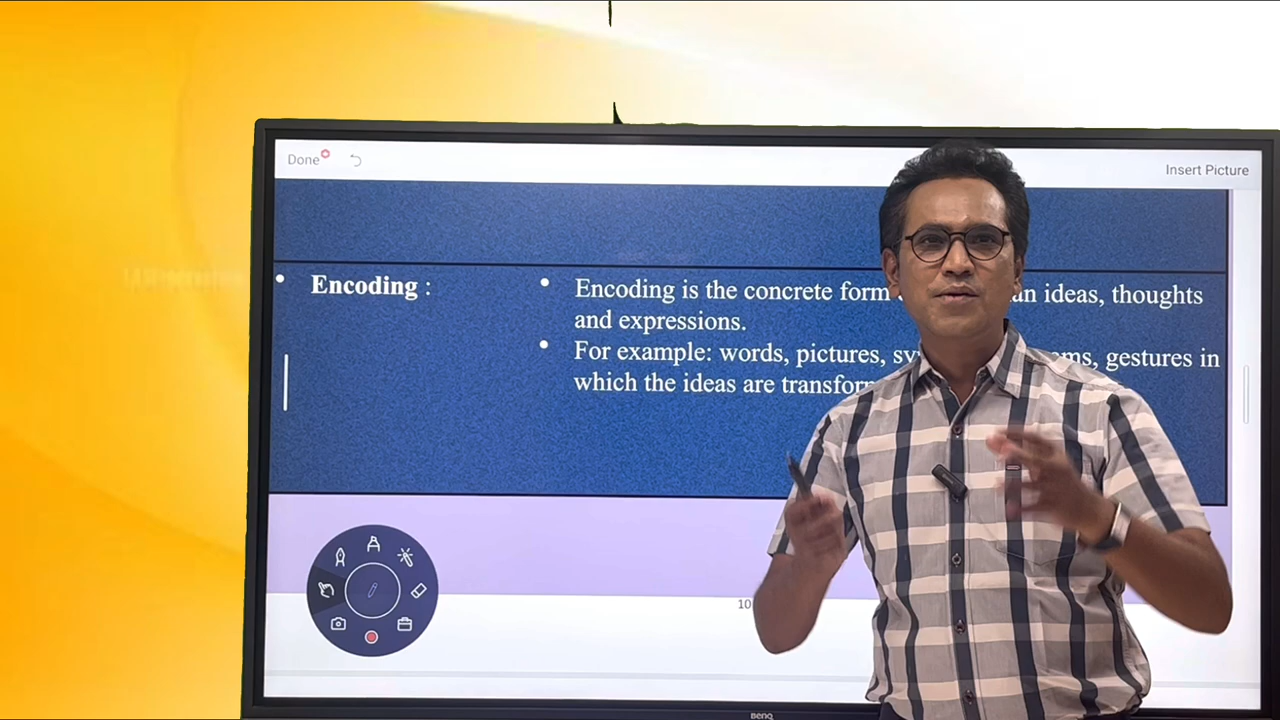 Done
Insert Picture
• Encoding :
• Encoding is the concrete form an ideas, thoughts
and expressions.
• For example: words, pictures, gestures in
which the ideas are
10
BenQ